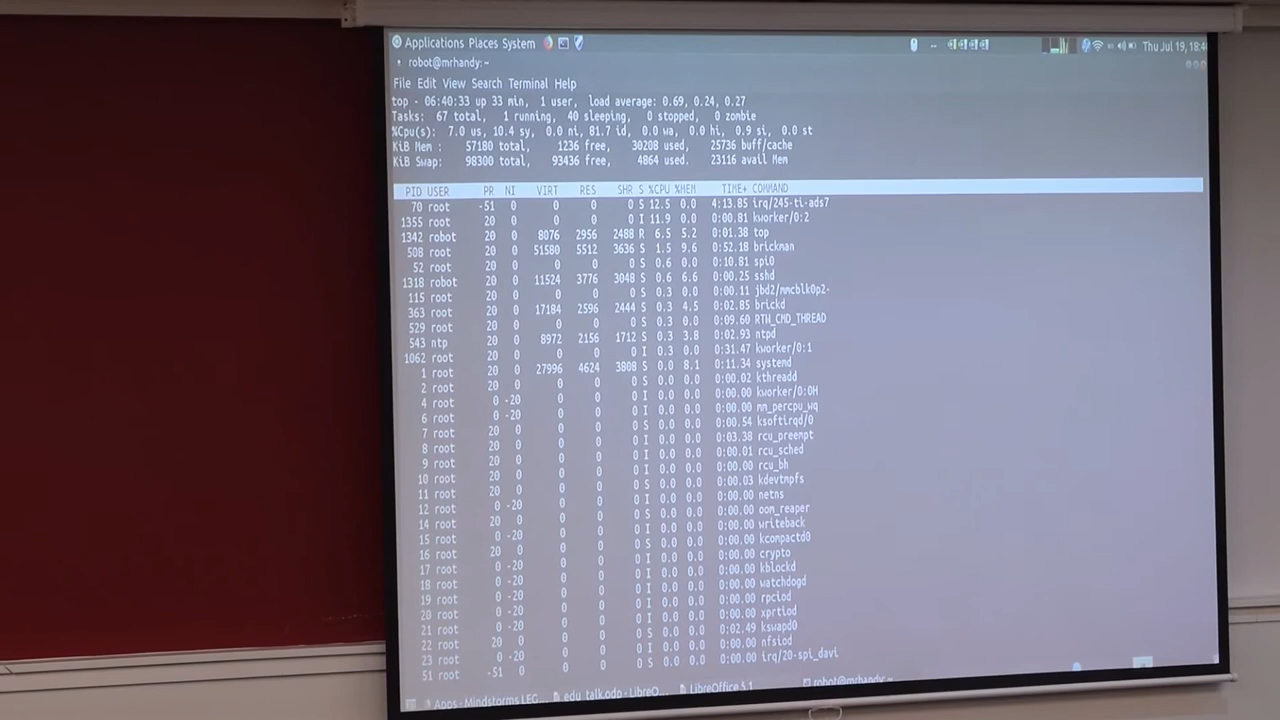 Applications Places System Thu Jul 19, 18:4
robot@mrhandy: ~
File Edit View Search Terminal Help
top - 06:40:33 up 33 min, 1 user, load average: 0.69, 0.24, 0.27
Tasks: 67 total, 1 running, 40 sleeping, 0 stopped, 0 zombie
%Cpu(s): 7.0 us, 10.4 sy, 0.0 ni, 81.7 id, 0.0 wa, 0.0 hi, 0.9 si, 0.0 st
KiB Mem : 57180 total, 1236 free, 30208 used, 25736 buff/cache
KiB Swap: 98300 total, 93436 free, 4864 used. 23116 avail Mem
PID USER PR NI VIRT RES SHR S %CPU %MEM TIME+ COMMAND
70 root -51 0 0 0 0 S 12.5 0.0 4:13.85 irq/245-ti-ads7
1355 root 20 0 0 0 0 I 11.9 0.0 0:00.81 kworker/0:2
1342 robot 20 0 8076 2956 2488 R 6.5 5.2 0:01.38 top
508 root 20 0 51580 5512 3636 S 1.5 9.6 0:52.18 brickman
52 root 20 0 0 0 0 S 0.6 0.0 0:10.81 spi0
1318 robot 20 0 11524 3776 3048 S 0.6 6.6 0:00.25 sshd
115 root 20 0 0 0 0 S 0.3 0.0 0:00.11 jbd2/mmcblk0p2-
363 root 20 0 17184 2596 2444 S 0.3 4.5 0:02.85 brickd
529 root 20 0 0 0 0 S 0.3 0.0 0:09.60 RTW_CMD_THREAD
543 ntp 20 0 8972 2156 1712 S 0.3 3.8 0:02.93 ntpd
1062 root 20 0 0 0 0 I 0.3 0.0 0:31.47 kworker/0:1
1 root 20 0 27996 4624 3808 S 0.0 8.1 0:11.34 systemd
2 root 20 0 0 0 0 S 0.0 0.0 0:00.02 kthreadd
4 root 0 -20 0 0 0 I 0.0 0.0 0:00.00 kworker/0:0H
6 root 0 -20 0 0 0 I 0.0 0.0 0:00.00 mm_percpu_wq
7 root 20 0 0 0 0 S 0.0 0.0 0:00.54 ksoftirqd/0
8 root 20 0 0 0 0 I 0.0 0.0 0:03.38 rcu_preempt
9 root 20 0 0 0 0 I 0.0 0.0 0:00.01 rcu_sched
10 root 20 0 0 0 0 I 0.0 0.0 0:00.00 rcu_bh
11 root 20 0 0 0 0 S 0.0 0.0 0:00.03 kdevtmpfs
12 root 0 -20 0 0 0 I 0.0 0.0 0:00.00 netns
14 root 20 0 0 0 0 S 0.0 0.0 0:00.00 oom_reaper
15 root 0 -20 0 0 0 I 0.0 0.0 0:00.00 writeback
16 root 20 0 0 0 0 S 0.0 0.0 0:00.00 kcompactd0
17 root 0 -20 0 0 0 I 0.0 0.0 0:00.00 crypto
18 root 0 -20 0 0 0 I 0.0 0.0 0:00.00 kblockd
19 root 0 -20 0 0 0 I 0.0 0.0 0:00.00 watchdogd
20 root 0 -20 0 0 0 I 0.0 0.0 0:00.00 rpciod
21 root 0 -20 0 0 0 I 0.0 0.0 0:00.00 xprtiod
22 root 20 0 0 0 0 S 0.0 0.0 0:02.49 kswapd0
23 root 0 -20 0 0 0 I 0.0 0.0 0:00.00 nfsiod
51 root -51 0 0 0 0 S 0.0 0.0 0:00.00 irq/20-spi_davi
Apps - Mindstorms LEG... edu_talk.odp - LibreO... LibreOffice 5.1 robot@mrhandy: ~